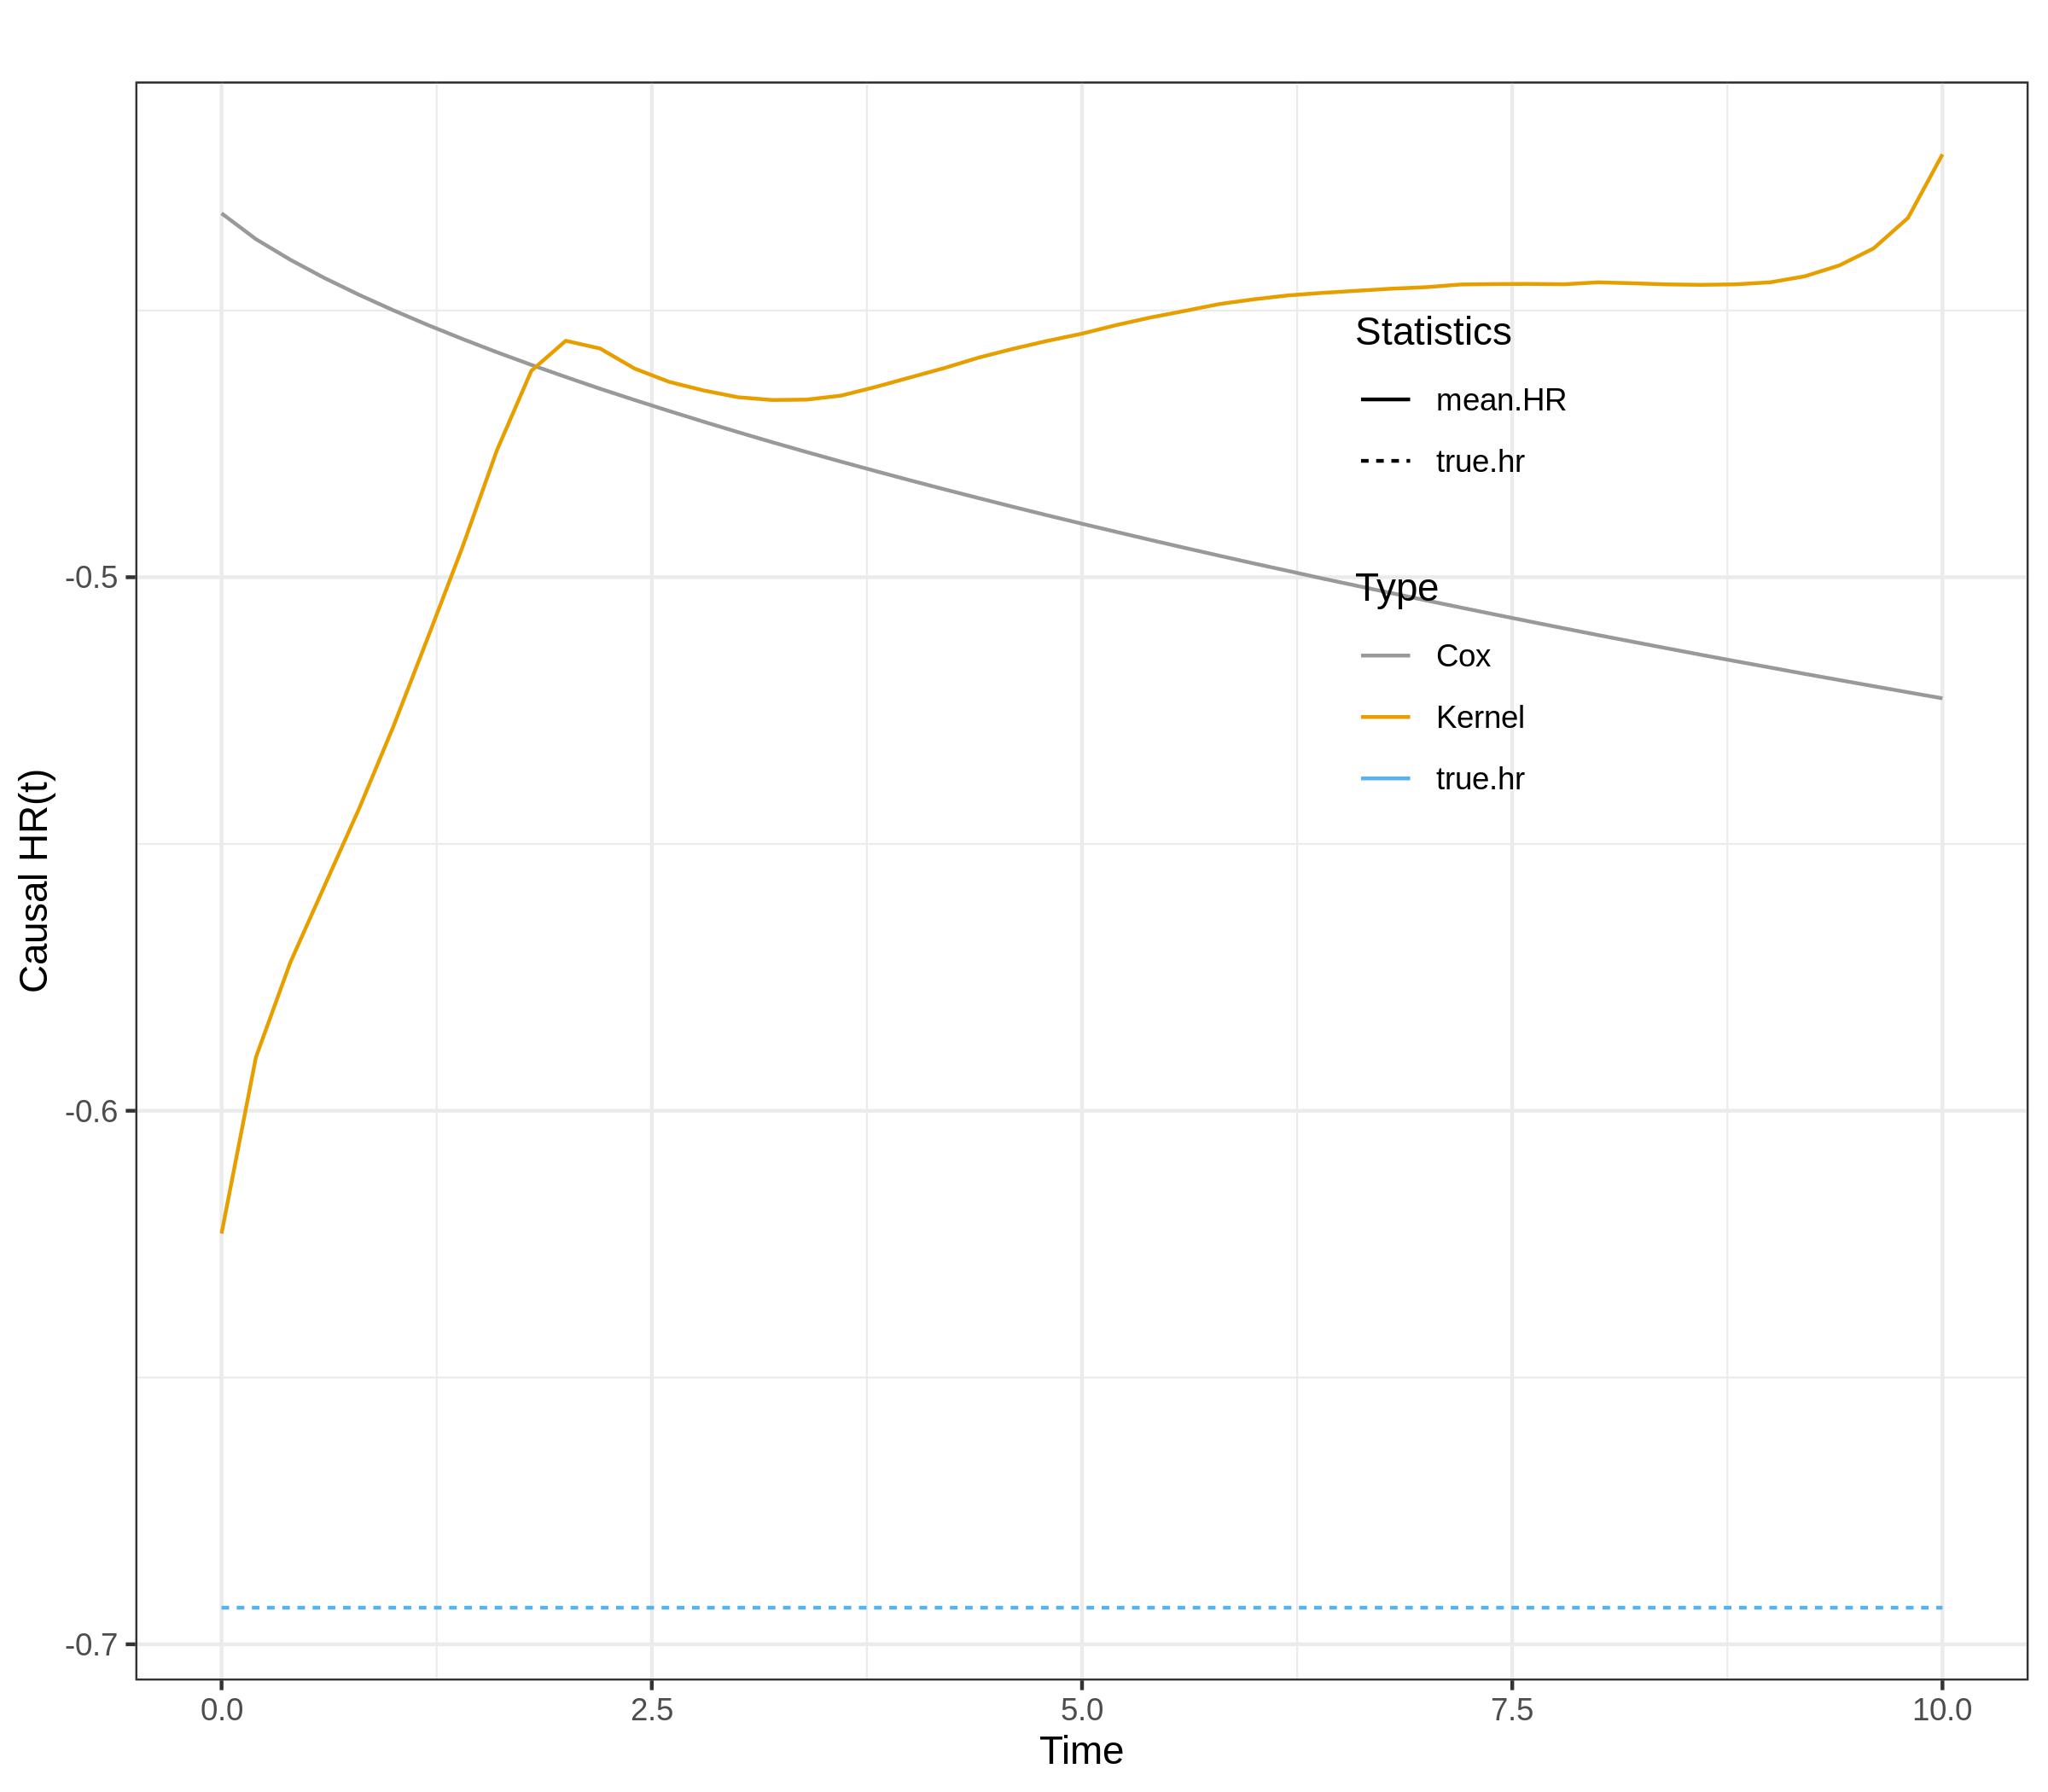 Causal HR(t)
-0.5
-0.6
-0.7
Statistics
mean.HR
true.hr
Type
Cox
Kernel
true.hr
0.0 2.5 5.0 7.5 10.0
Time